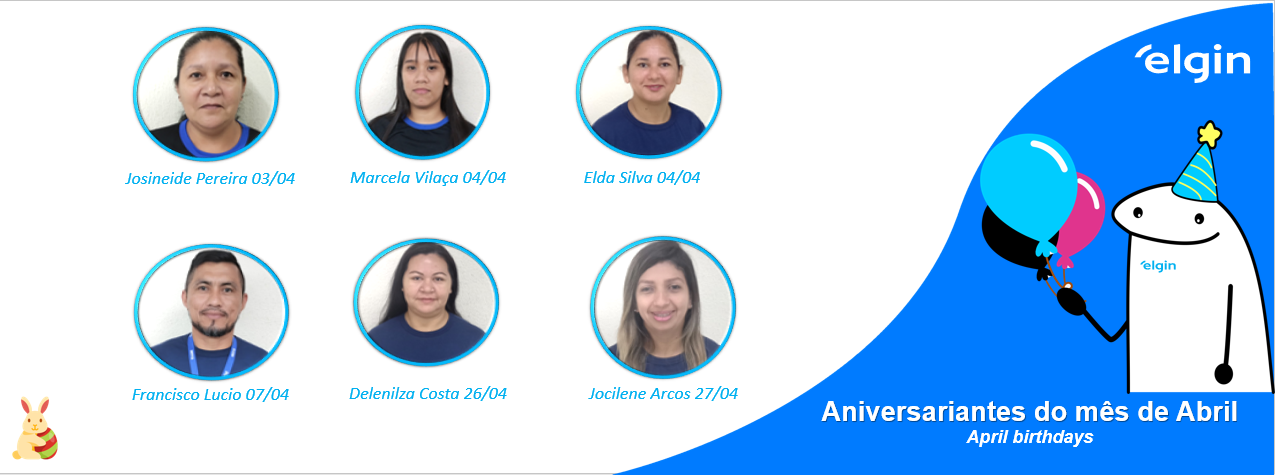 elgin
Josineide Pereira 03/04
Marcela Vilaça 04/04
Elda Silva 04/04
elgin
Francisco Lucio 07/04
Delenilza Costa 26/04
Jocilene Arcos 27/04
Aniversariantes do mês de Abril
April birthdays